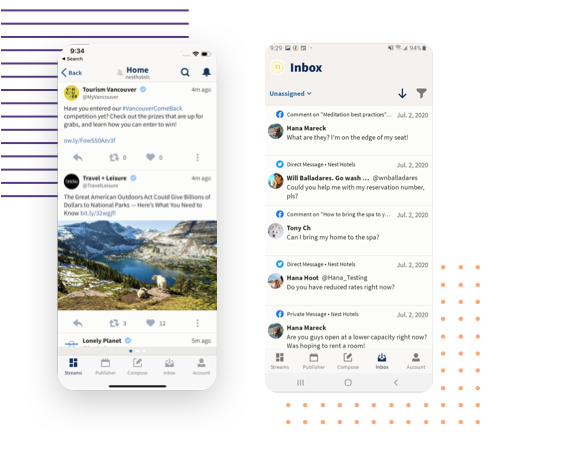 9:34
Search
Back
Home
nesthotels
Tourism Vancouver
4m ago
@MyVancouver
Have you entered our #VancouverComeBack
competition yet? Check out the prizes that are up for
grabs, and learn how you can enter to win!
ow.ly/FowS50Azv3f
0
0
Travel + Leisure
4m ago
@TravelLeisure
The Great American Outdoors Act Could Give Billions of
Dollars to National Parks — Here's What You Need to
Know bit.ly/32wgjfl
3
12
Lonely Planet
5m ago
Streams
Publisher
Compose
Inbox
Account
9:29
94%
Inbox
Unassigned
Comment on "Meditation best practices"...
Jul. 2, 2020
Hana Mareck
What are they? I'm on the edge of my seat!
Direct Message • Nest Hotels
Jul. 2, 2020
Will Balladares. Go wash ... @wnballadares
Could you help me with my reservation number,
pls?
Comment on "How to bring the spa to y...
Jul. 2, 2020
Tony Ch
Can I bring my home to the spa?
Direct Message • Nest Hotels
Jul. 2, 2020
Hana Hoot @Hana_Testing
Do you have reduced rates right now?
Private Message • Nest Hotels
Jul. 2, 2020
Hana Mareck
Are you guys open at a lower capacity right now?
Was hoping to rent a room!
Streams
Publisher
Compose
Inbox
Account